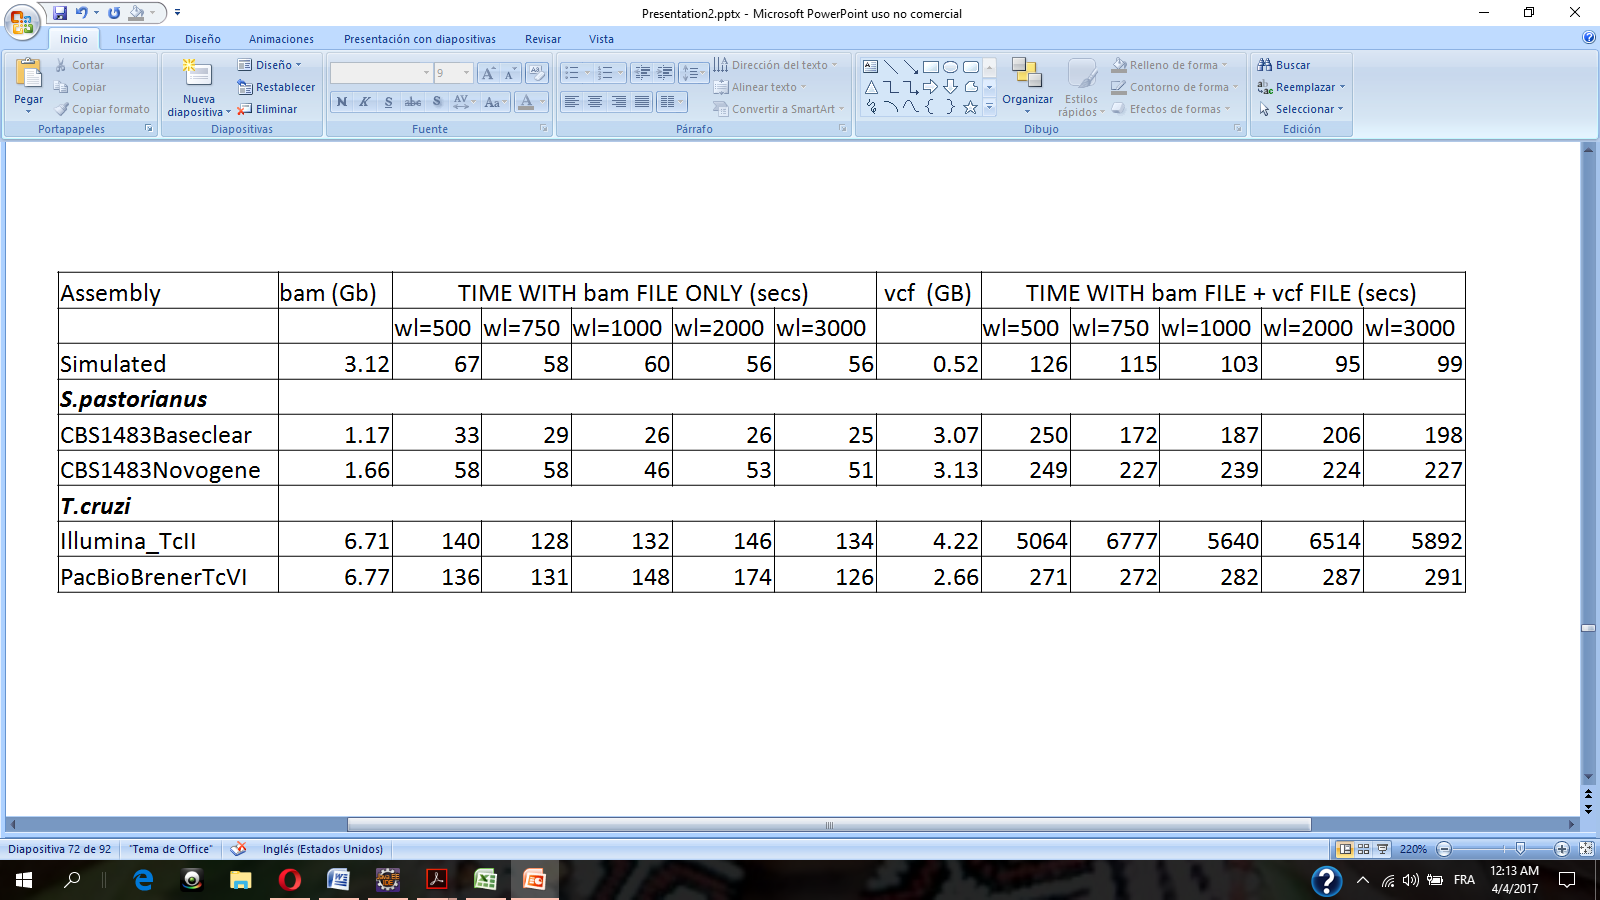 Presentation2.pptx - Microsoft PowerPoint uso no comercial
Inicio Insertar Diseño Animaciones Presentación con diapositivas Revisar Vista
Pegar
Cortar
Copiar
Copiar formato
Portapapeles
Nueva diapositiva
Diseño
Restablecer
Eliminar
Diapositivas
9
N K S abc S AV Aa A
Fuente
Dirección del texto
Alinear texto
Convertir a SmartArt
Párrafo
Organizar
Estilos rápidos
Relleno de forma
Contorno de forma
Efectos de formas
Dibujo
Buscar
Reemplazar
Seleccionar
Edición
Assembly bam (Gb) TIME WITH bam FILE ONLY (secs) vcf (GB) TIME WITH bam FILE + vcf FILE (secs)
wl=500 wl=750 wl=1000 wl=2000 wl=3000 wl=500 wl=750 wl=1000 wl=2000 wl=3000
Simulated 3.12 67 58 60 56 56 0.52 126 115 103 95 99
S.pastorianus
CBS1483Baseclear 1.17 33 29 26 26 25 3.07 250 172 187 206 198
CBS1483Novogene 1.66 58 58 46 53 51 3.13 249 227 239 224 227
T.cruzi
Illumina_TcII 6.71 140 128 132 146 134 4.22 5064 6777 5640 6514 5892
PacBioBrenerTcVI 6.77 136 131 148 174 126 2.66 271 272 282 287 291
Diapositiva 72 de 92 "Tema de Office" Inglés (Estados Unidos) 220%
FRA 12:13 AM
4/4/2017